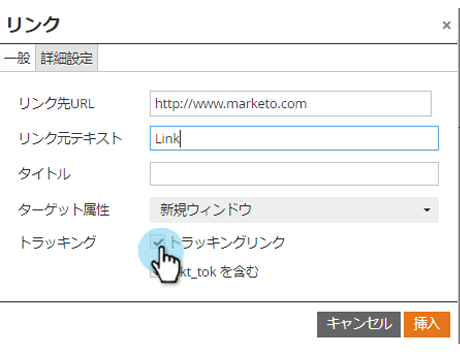 リンク
×
一般 詳細設定
リンク先URL http://www.marketo.com
リンク元テキスト Link
タイトル
ターゲット属性 新規ウィンドウ
トラッキング トラッキングリンク
kt_tok を含む
キャンセル 挿入